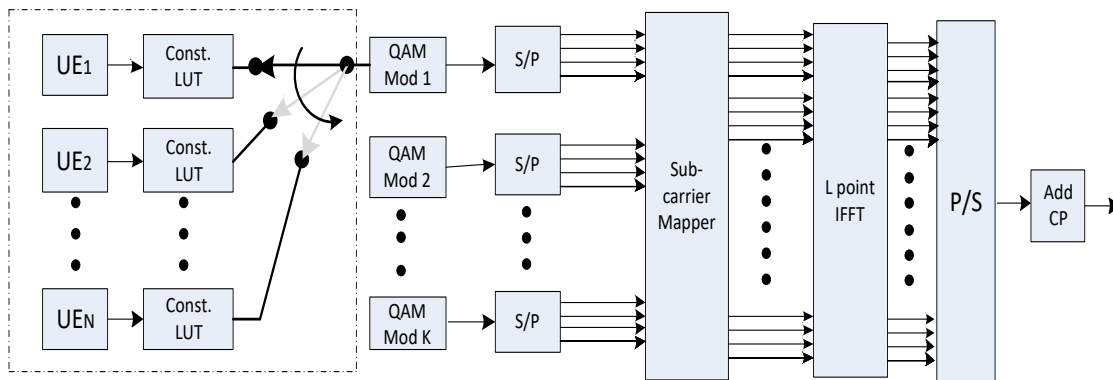 UE1
Const.
LUT
QAM
Mod 1
S/P
UE2
Const.
LUT
QAM
Mod 2
S/P
UEN
Const.
LUT
QAM
Mod K
S/P
Sub-
carrier
Mapper
L point
IFFT
P/S
Add
CP